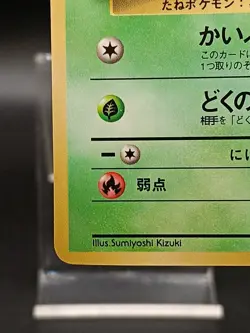 たねポケモン：
かい
このカードに
1つ取りのぞ
どくの
相手を「どく
にに
弱点
Illus. Sumiyoshi Kizuki